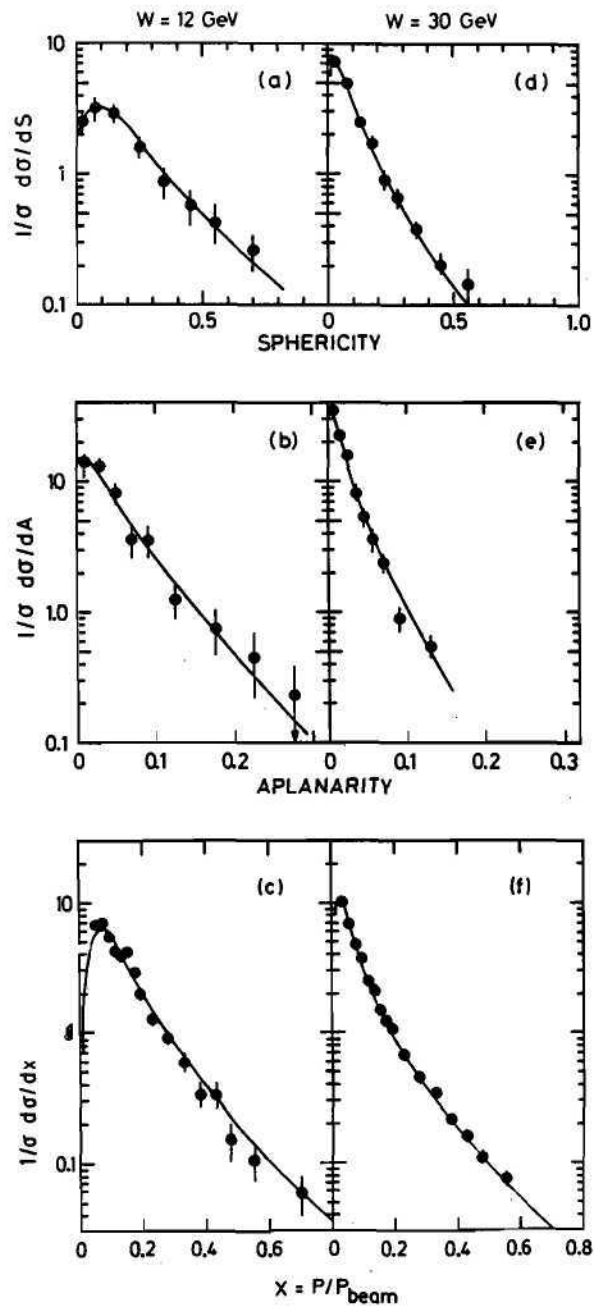 W = 12 GeV W = 30 GeV
(a) (d)
1/σ dσ/dS
10
1
0.1
0 0.5 0 0.5 1.0
SPHERICITY
(b) (e)
1/σ dσ/dA
10
1.0
0.1
0 0.1 0.2 0 0.1 0.2 0.3
APLANARITY
(c) (f)
1/σ dσ/dx
10
1
0.1
0 0.2 0.4 0.6 0 0.2 0.4 0.6 0.8
X = P/Pbeam